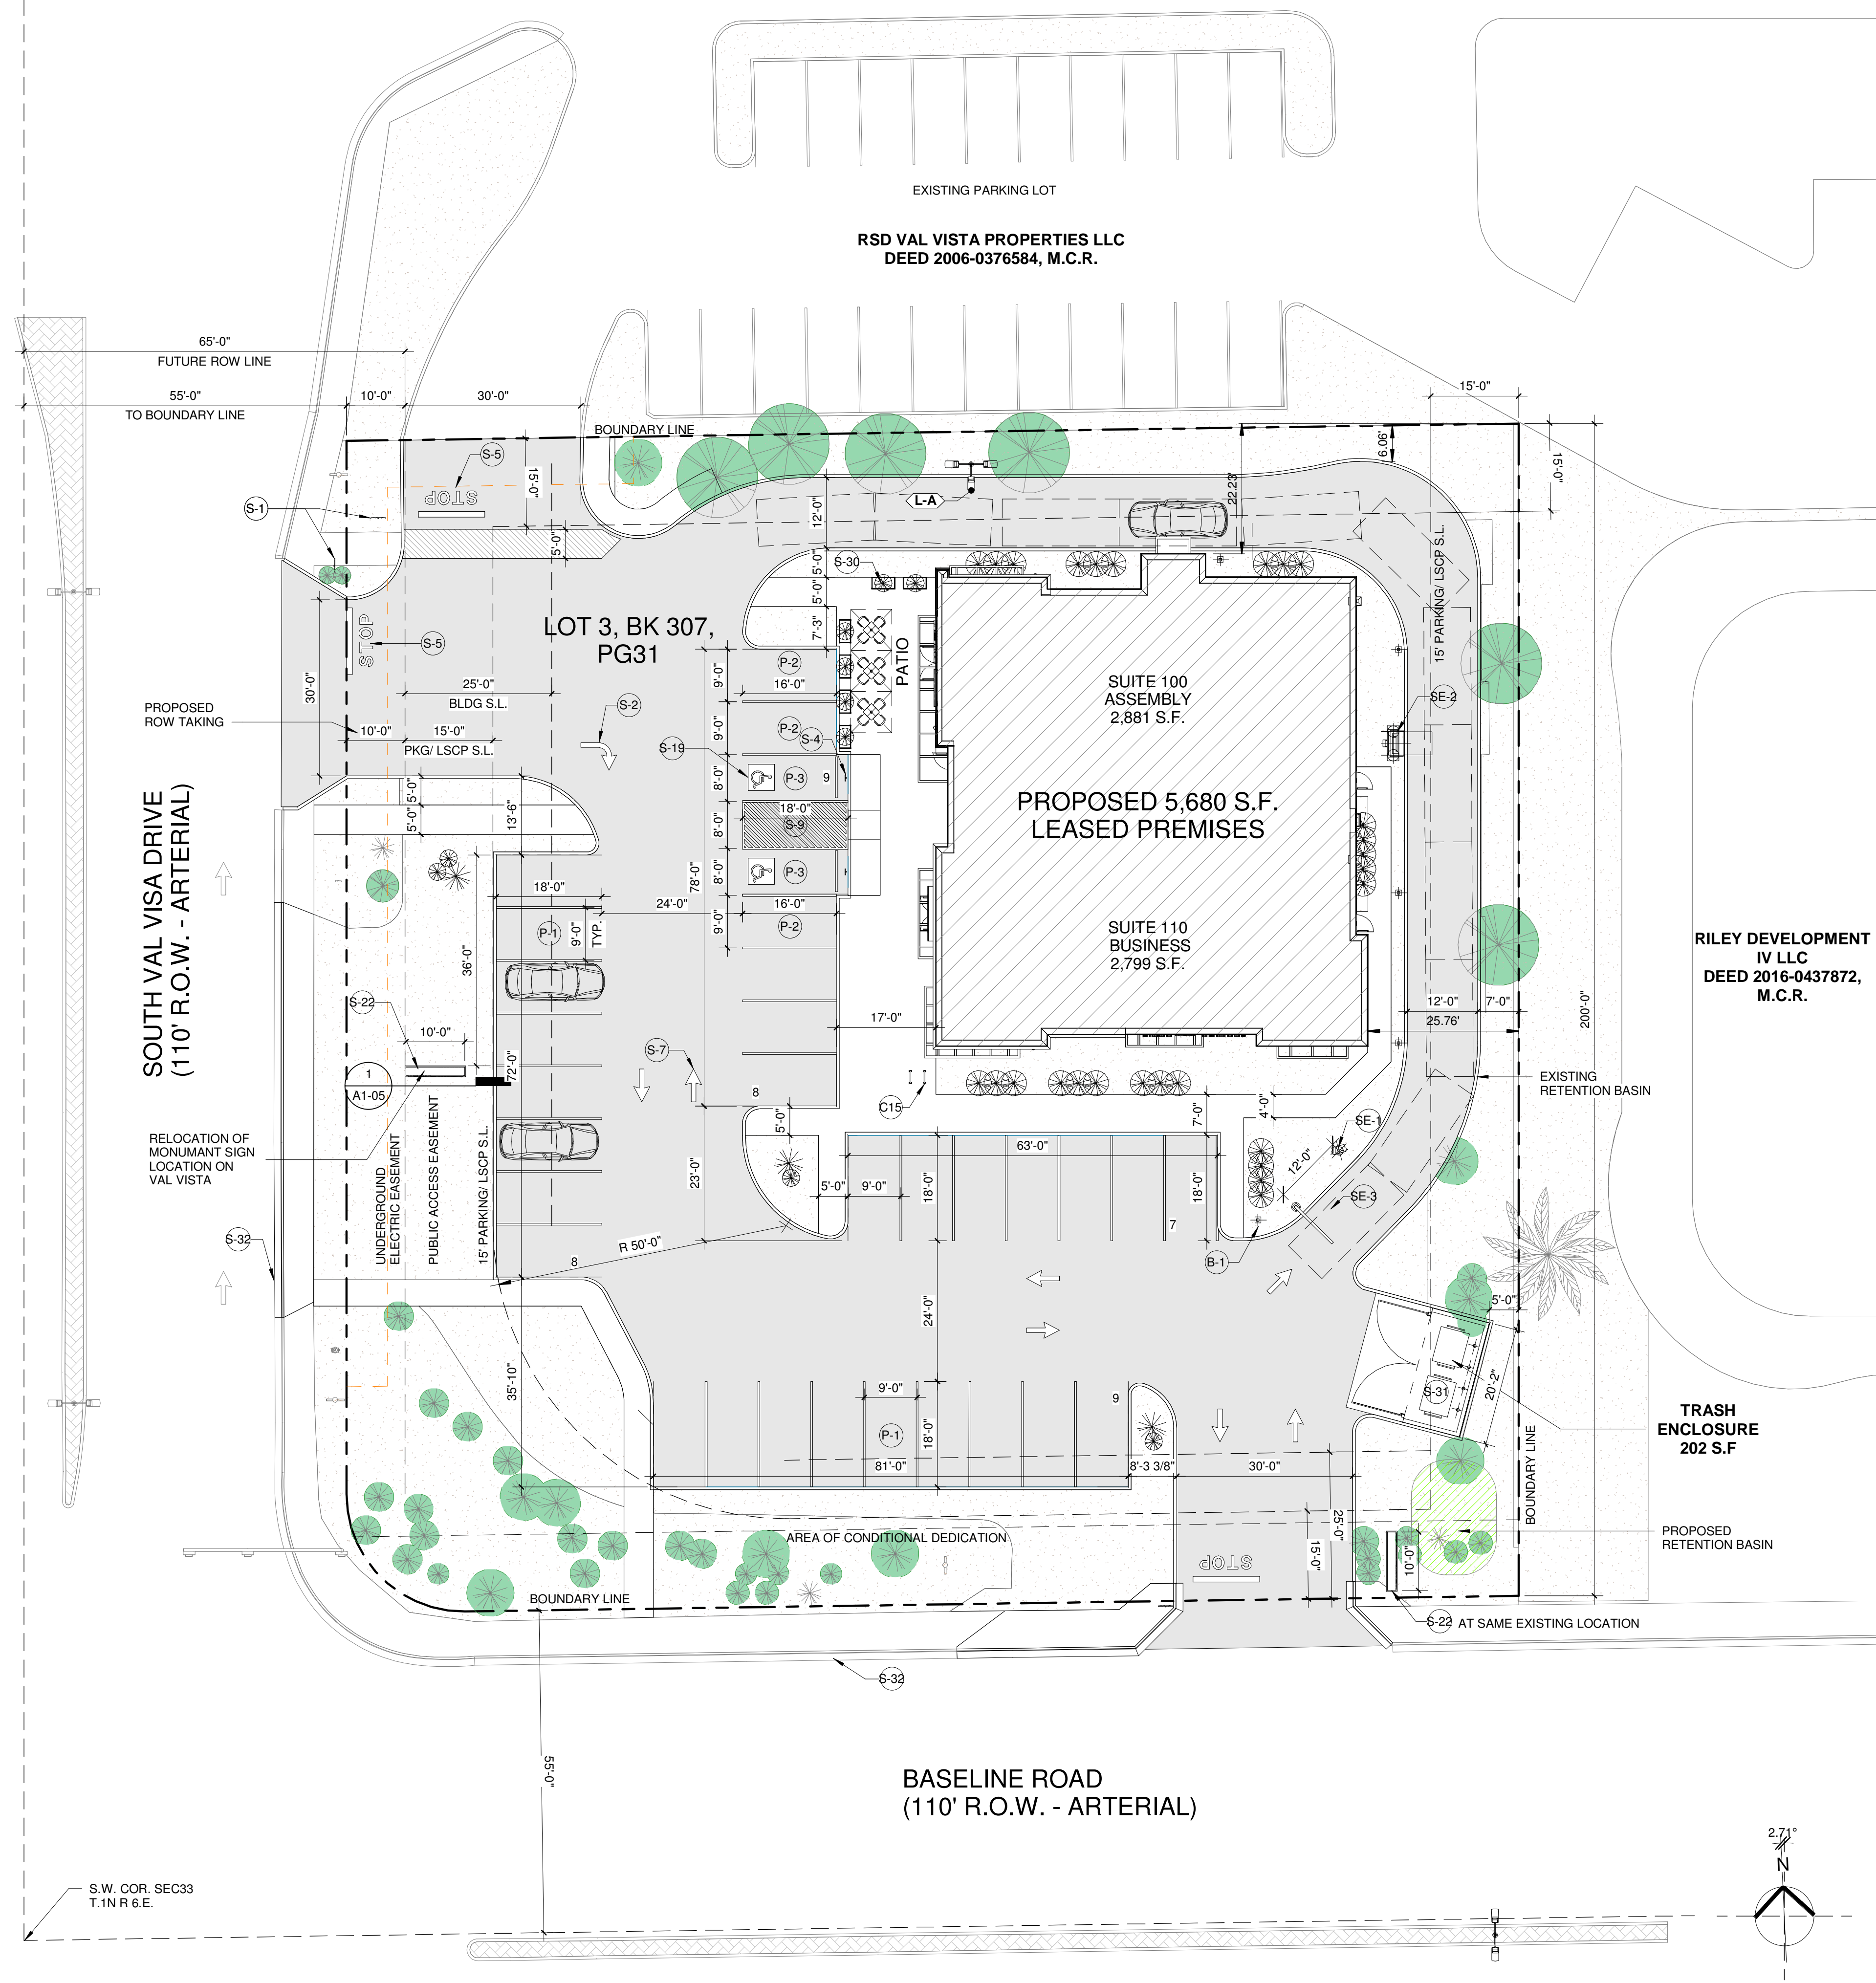 EXISTING PARKING LOT
RSD VAL VISTA PROPERTIES LLC
DEED 2006-0376584, M.C.R.
65'-0"
FUTURE ROW LINE
55'-0"
10'-0"
30'-0"
TO BOUNDARY LINE
15'-0"
BOUNDARY LINE
S-5
15'-0"
STOP
S-1
L-A
12'-0"
22.23'
9.06'
15'-0"
5'-0"
5'-0"
S-30
5'-0"
7'-3"
15' PARKING/ LSCP S.L.
LOT 3, BK 307,
PG31
STOP
S-5
PATIO
P-2
9'-0"
16'-0"
30'-0"
25'-0"
BLDG S.L.
S-2
SUITE 100
ASSEMBLY
2,881 S.F.
SE-2
PROPOSED
ROW TAKING
10'-0"
15'-0"
PKG/ LSCP S.L.
9'-0"
P-2
S-4
S-19
P-3
9
8'-0"
5'-0"
5'-0"
13'-6"
18'-0"
S-9
8'-0"
PROPOSED 5,680 S.F.
LEASED PREMISES
SOUTH VAL VISA DRIVE
(110' R.O.W. - ARTERIAL)
78'-0"
8'-0"
P-3
18'-0"
24'-0"
16'-0"
9'-0"
P-2
P-1
9'-0"
TYP.
36'-0"
SUITE 110
BUSINESS
2,799 S.F.
RILEY DEVELOPMENT
IV LLC
DEED 2016-0437872,
M.C.R.
S-22
10'-0"
17'-0"
12'-0"
7'-0"
25.76'
200'-0"
S-7
1
A1-05
72'-0"
8
C15
EXISTING
RETENTION BASIN
RELOCATION OF
MONUMANT SIGN
LOCATION ON
VAL VISTA
UNDERGROUND
ELECTRIC EASEMENT
PUBLIC ACCESS EASEMENT
15' PARKING/ LSCP S.L.
5'-0"
7'-0"
4'-0"
SE-1
63'-0"
12'-0"
23'-0"
5'-0"
9'-0"
18'-0"
18'-0"
SE-3
7
S-32
R 50'-0"
8
B-1
24'-0"
5'-0"
35'-10"
9'-0"
9
S-31
20'-2"
P-1
18'-0"
TRASH
ENCLOSURE
202 S.F
81'-0"
8'-3 3/8"
30'-0"
BOUNDARY LINE
AREA OF CONDITIONAL DEDICATION
25'-0"
15'-0"
STOP
10'-0"
PROPOSED
RETENTION BASIN
BOUNDARY LINE
S-22
AT SAME EXISTING LOCATION
S-32
55'-0"
BASELINE ROAD
(110' R.O.W. - ARTERIAL)
2.71°
N
S.W. COR. SEC33
T.1N R 6.E.